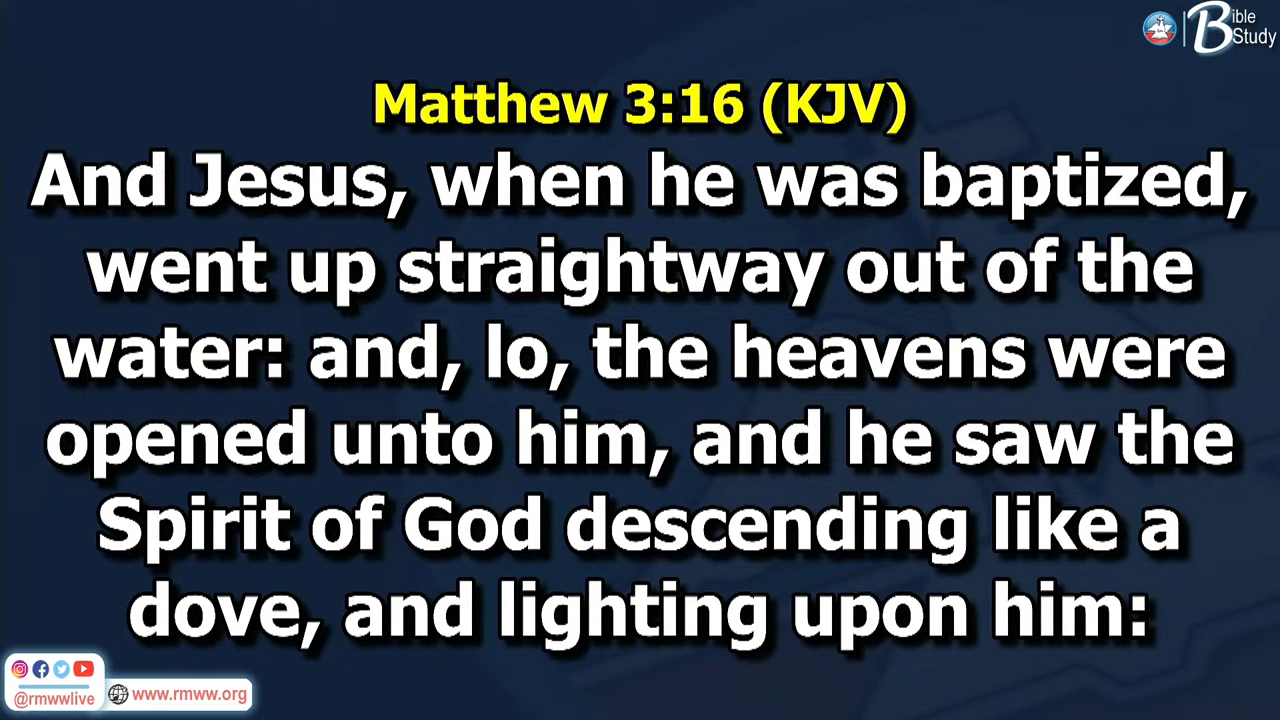 Bible
Study
Matthew 3:16 (KJV)
And Jesus, when he was baptized,
went up straightway out of the
water: and, lo, the heavens were
opened unto him, and he saw the
Spirit of God descending like a
dove, and lighting upon him:
@rmwwlive
www.rmww.org